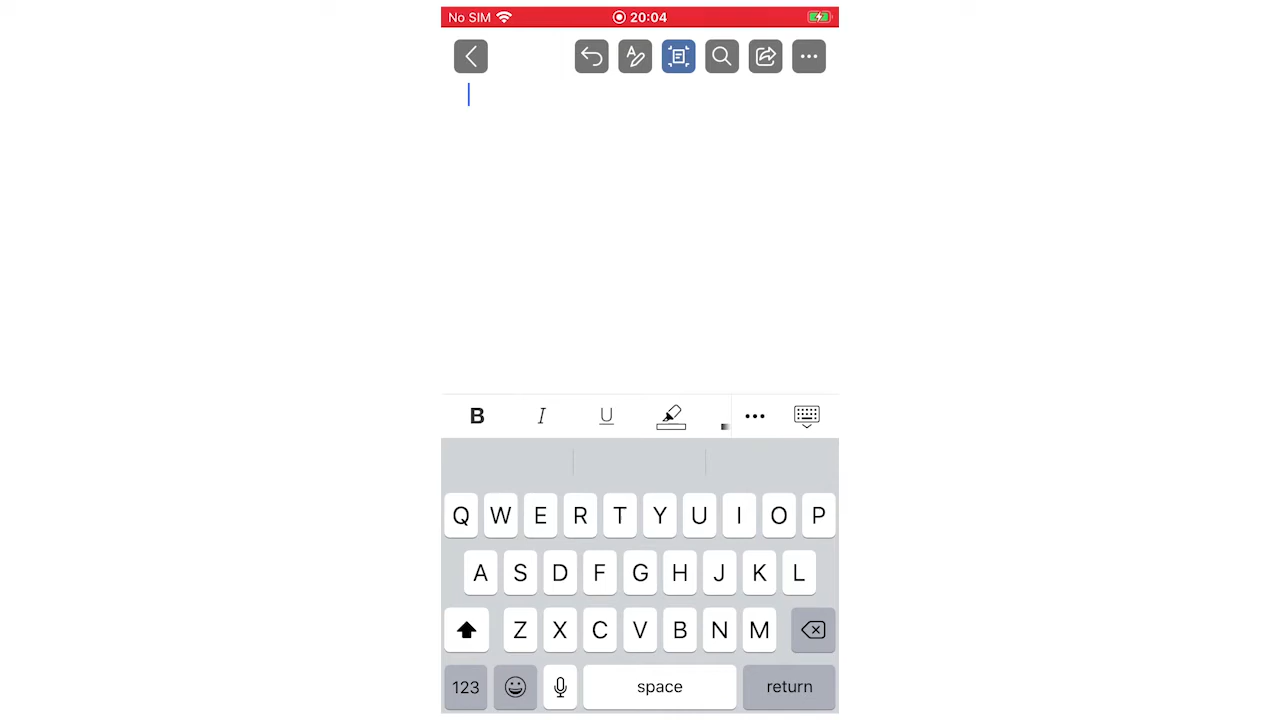 No SIM 20:04
B I U
Q W E R T Y U I O P
A S D F G H J K L
Z X C V B N M
123 space return